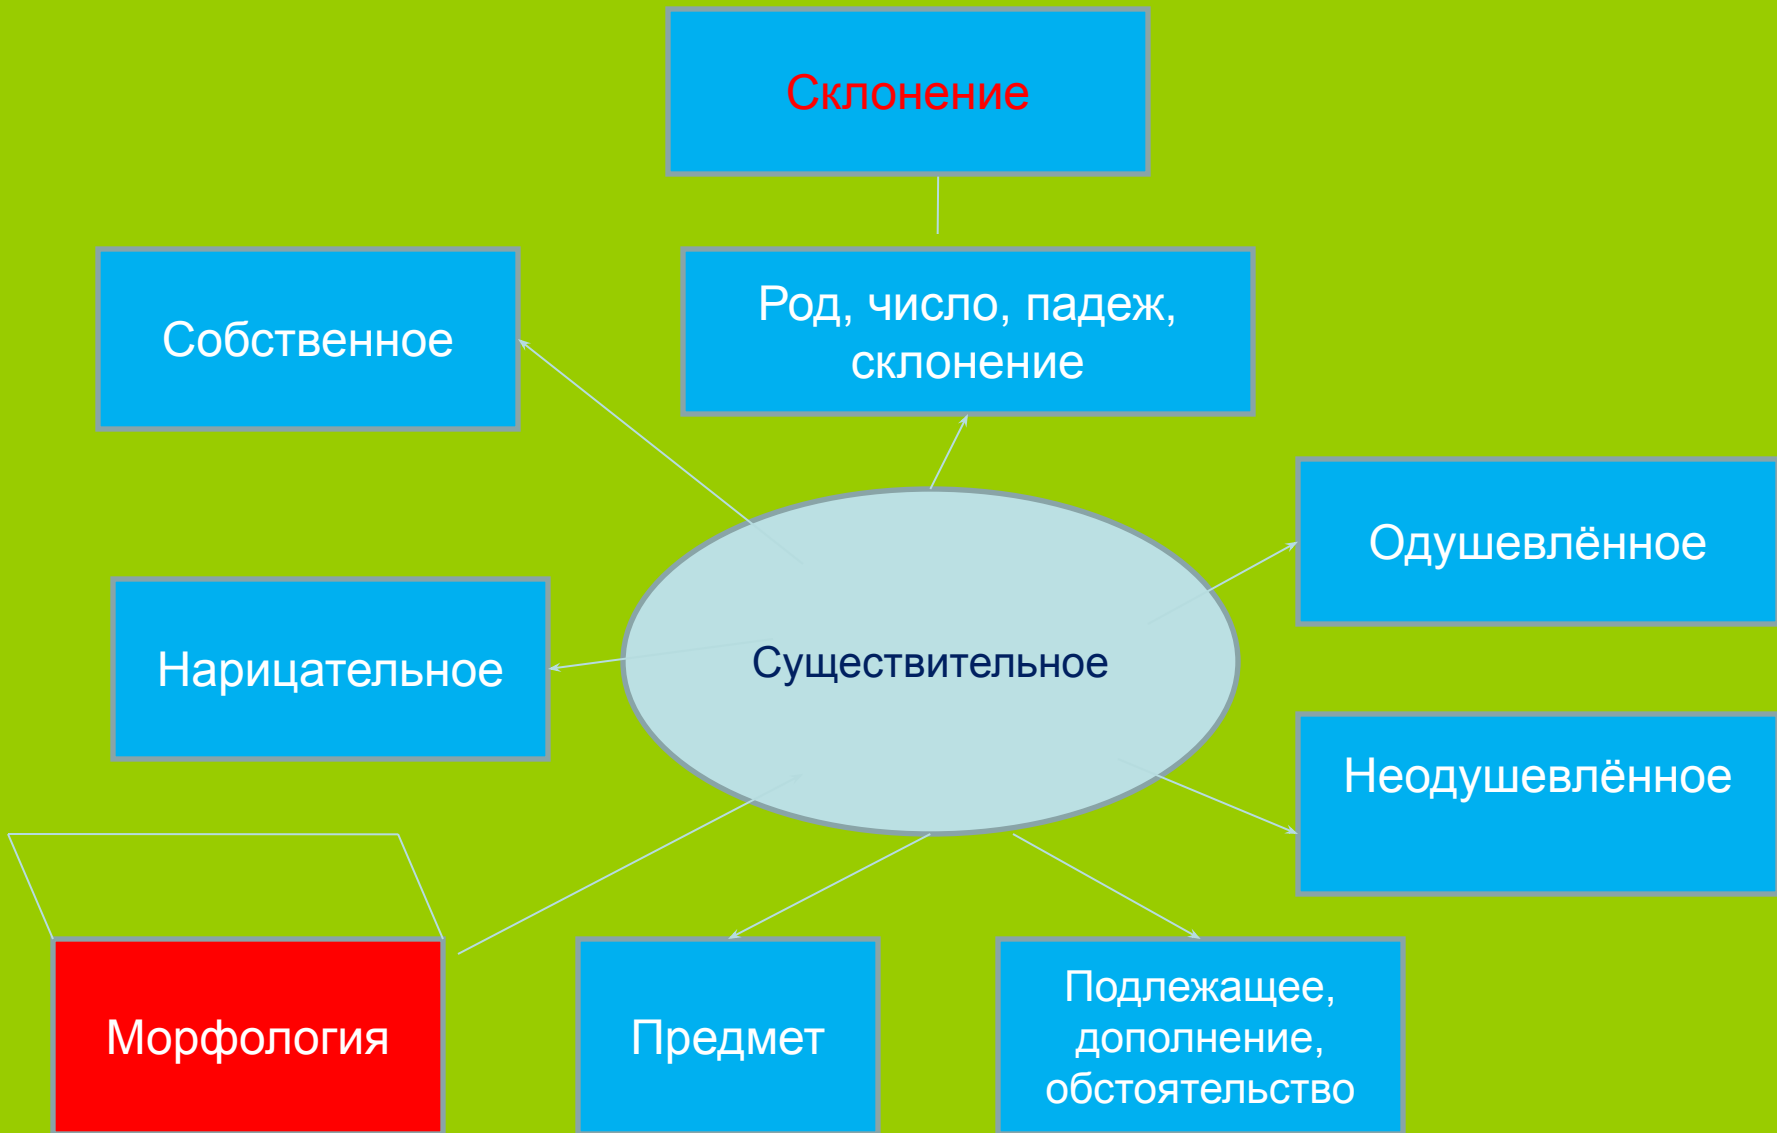 Склонение
Собственное
Род, число, падеж,
склонение
Одушевлённое
Нарицательное
Существительное
Неодушевлённое
Морфология
Предмет
Подлежащее,
дополнение,
обстоятельство